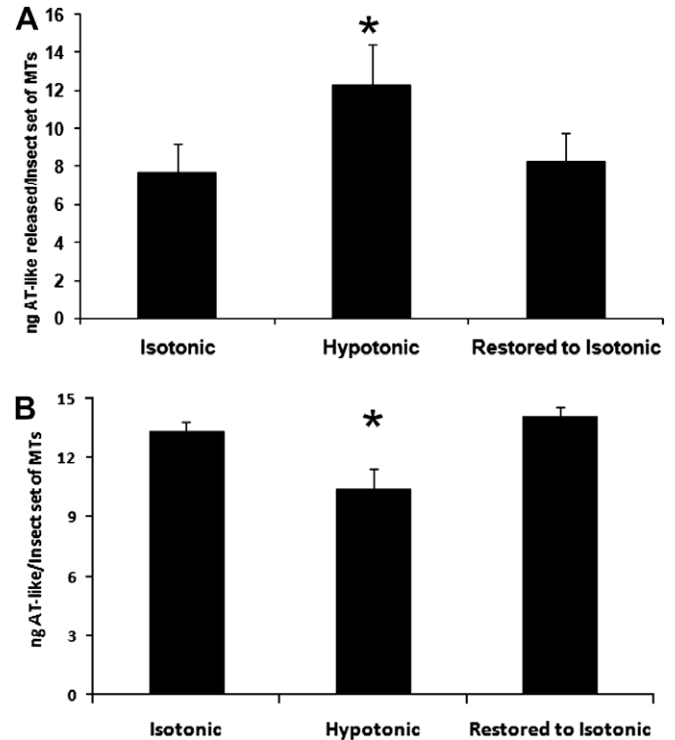 A
ng AT-like released/Insect set of MTs
16
14
12
10
8
6
4
2
0
*
Isotonic
Hypotonic
Restored to Isotonic
B
ng AT-like/Insect set of MTs
15
12
9
6
3
0
*
Isotonic
Hypotonic
Restored to Isotonic